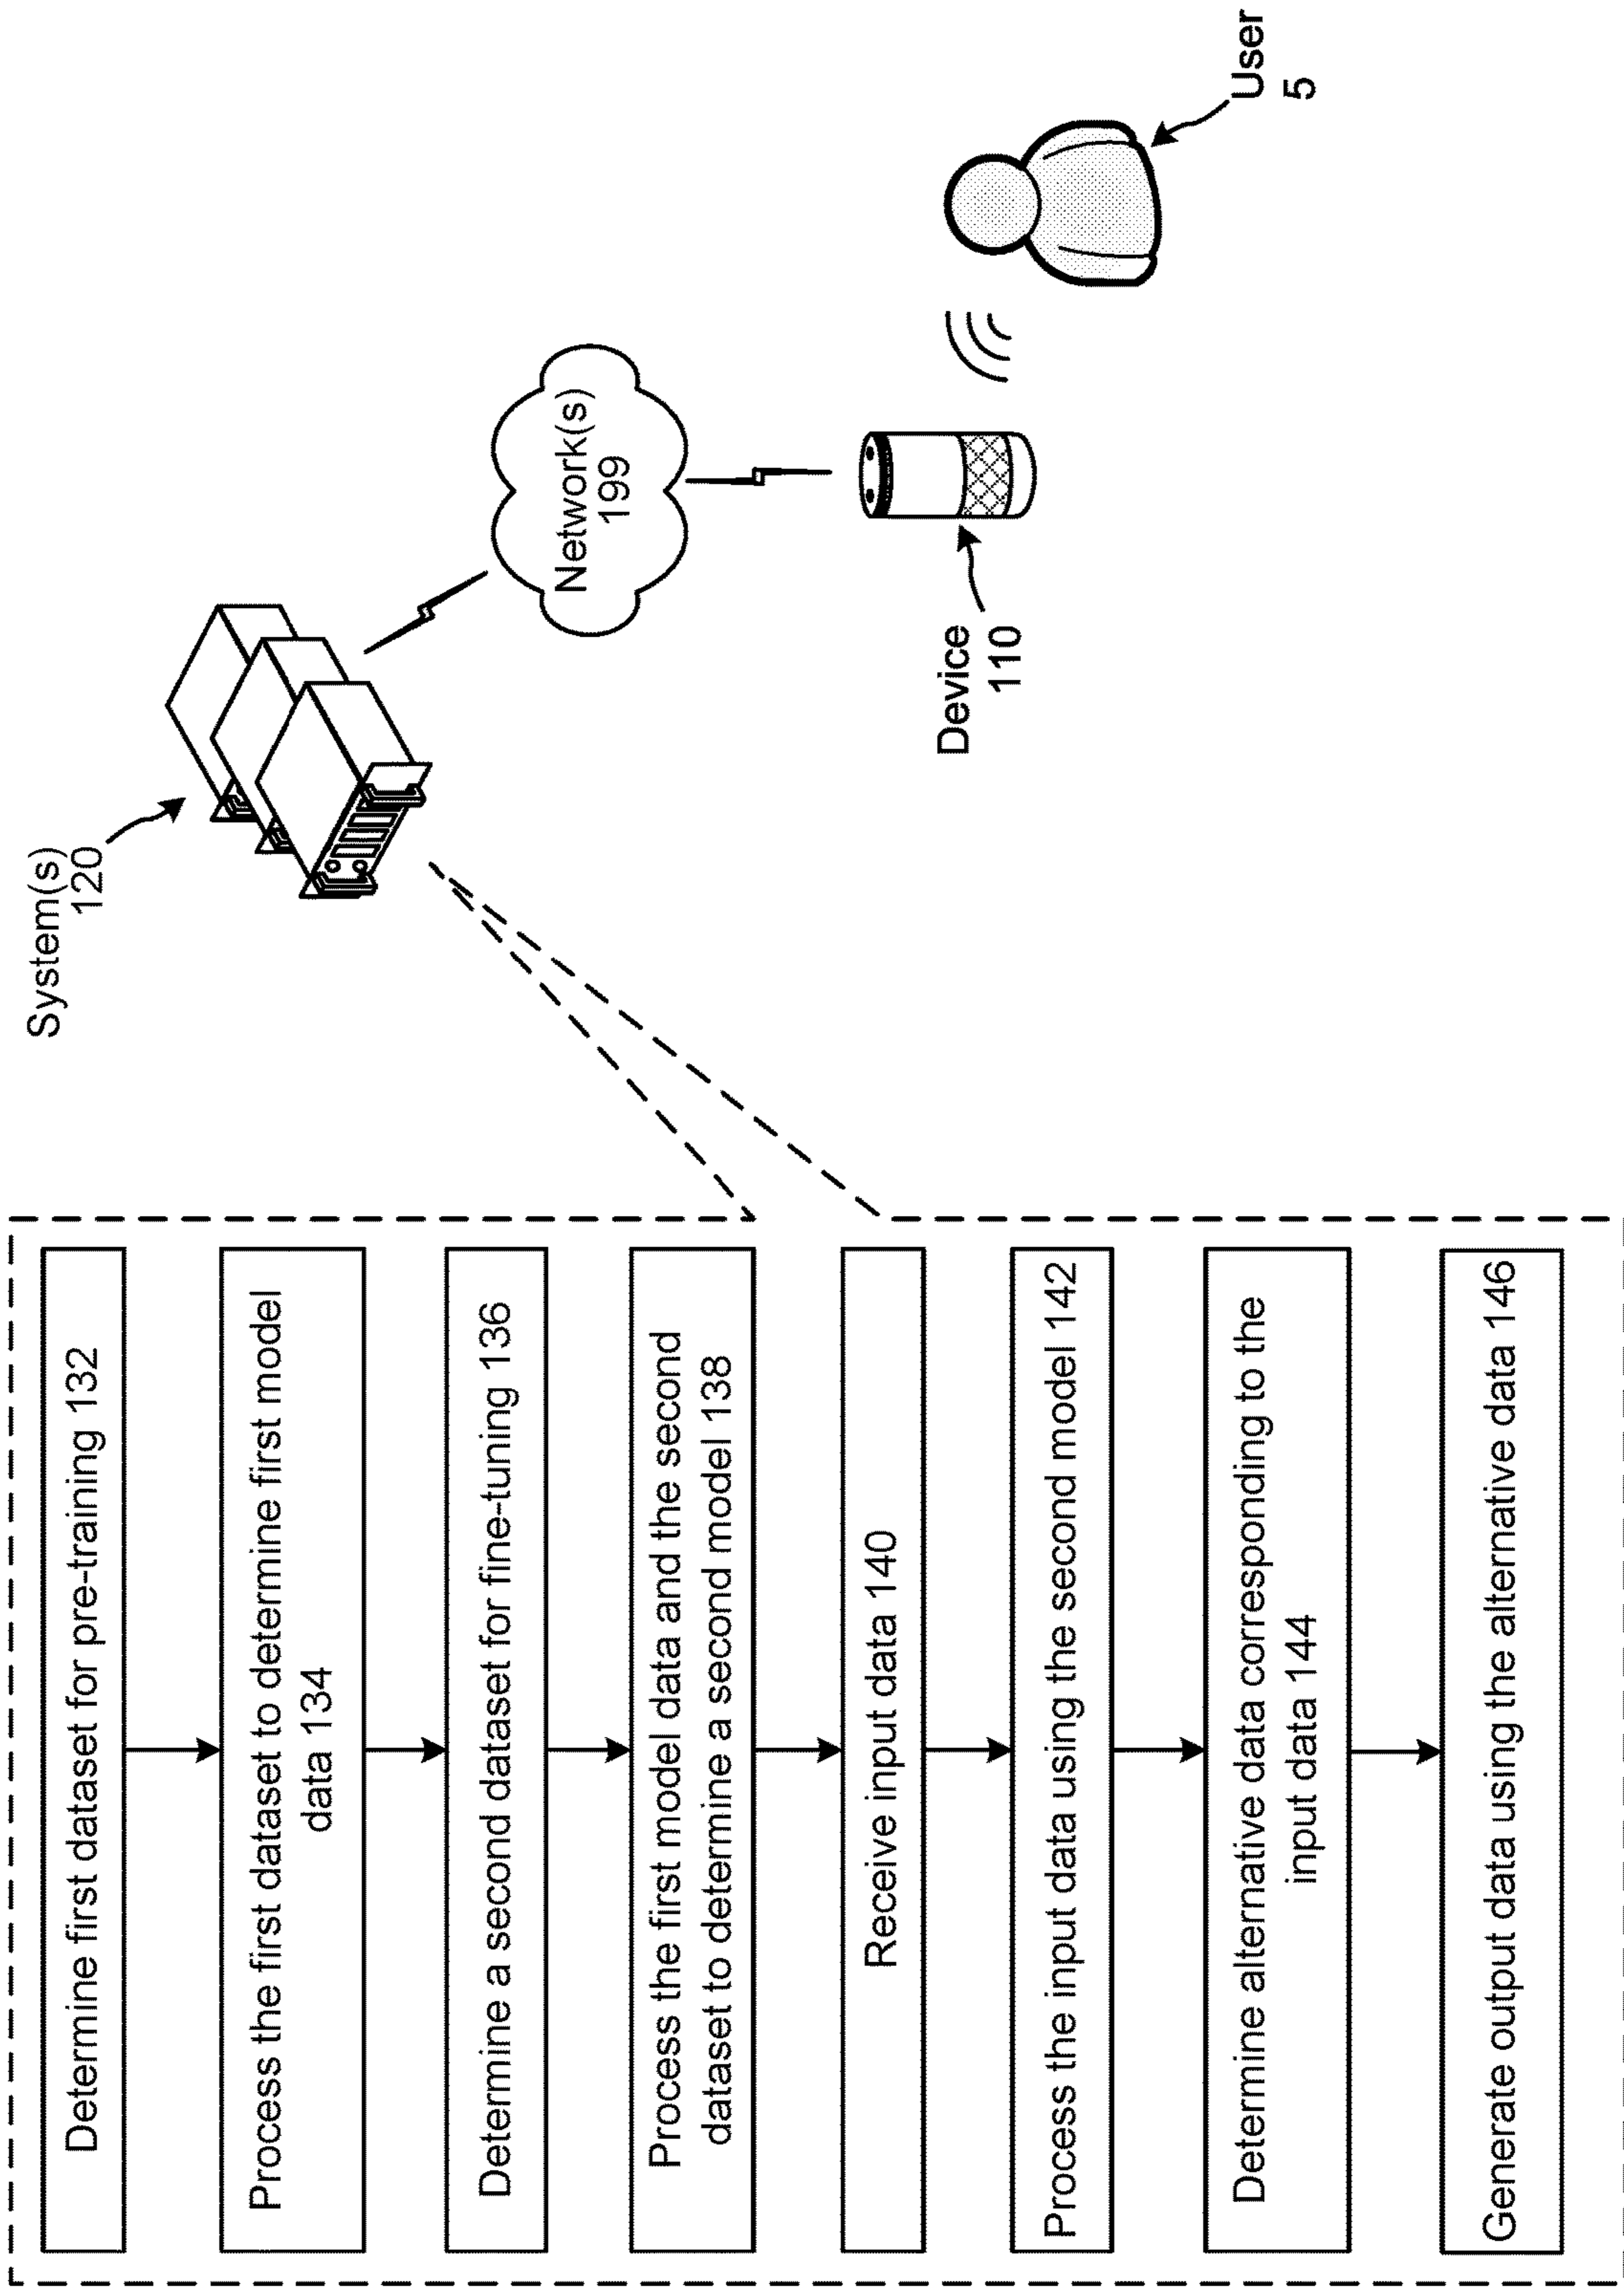 System(s)
120
Network(s)
199
Device
110
User
5
Determine first dataset for pre-training 132
Process the first dataset to determine first model
data 134
Determine a second dataset for fine-tuning 136
Process the first model data and the second
dataset to determine a second model 138
Receive input data 140
Process the input data using the second model 142
Determine alternative data corresponding to the
input data 144
Generate output data using the alternative data 146